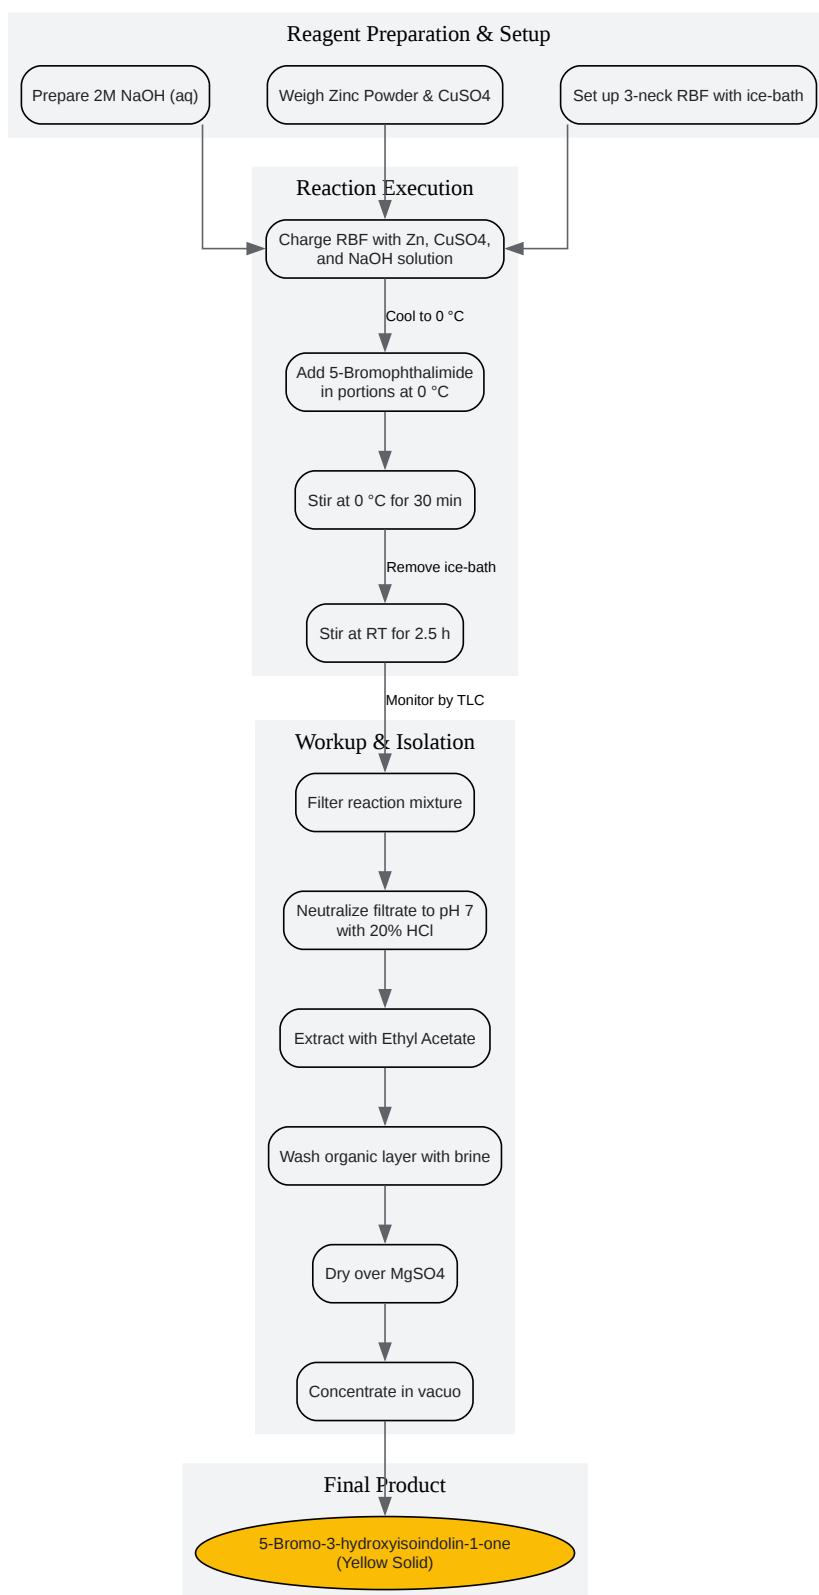 Reagent Preparation & Setup
Prepare 2M NaOH (aq)
Weigh Zinc Powder & CuSO4
Set up 3-neck RBF with ice-bath
Reaction Execution
Charge RBF with Zn, CuSO4,
and NaOH solution
Cool to 0 °C
Add 5-Bromophthalimide
in portions at 0 °C
Stir at 0 °C for 30 min
Remove ice-bath
Stir at RT for 2.5 h
Monitor by TLC
Workup & Isolation
Filter reaction mixture
Neutralize filtrate to pH 7
with 20% HCl
Extract with Ethyl Acetate
Wash organic layer with brine
Dry over MgSO4
Concentrate in vacuo
Final Product
5-Bromo-3-hydroxyisoindolin-1-one
(Yellow Solid)